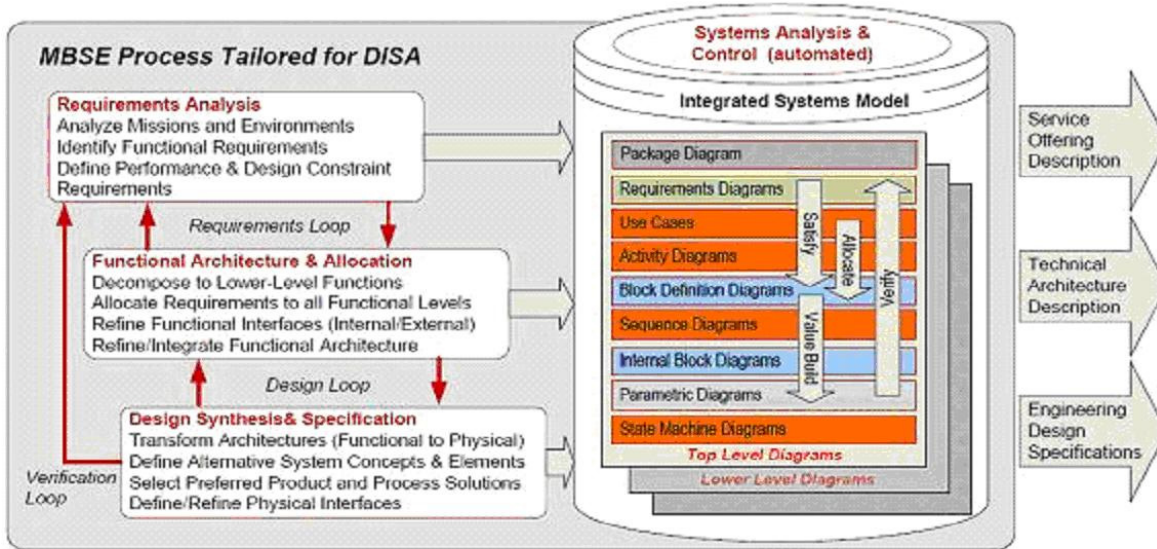 MBSE Process Tailored for DISA
Requirements Analysis
Analyze Missions and Environments
Identify Functional Requirements
Define Performance & Design Constraint
Requirements
Requirements Loop
Functional Architecture & Allocation
Decompose to Lower-Level Functions
Allocate Requirements to all Functional Levels
Refine Functional Interfaces (Internal/External)
Refine/Integrate Functional Architecture
Design Loop
Design Synthesis& Specification
Transform Architectures (Functional to Physical)
Define Alternative System Concepts & Elements
Select Preferred Product and Process Solutions
Define/Refine Physical Interfaces
Verification
Loop
Systems Analysis &
Control (automated)
Integrated Systems Model
Package Diagram
Requirements Diagrams
Use Cases
Activity Diagrams
Block Definition Diagrams
Sequence Diagrams
Internal Block Diagrams
Parametric Diagrams
State Machine Diagrams
Satisfy
Allocate
Verify
Value Buid
Top Level Diagrams
Lower Level Diagrams
Service
Offering
Description
Technical
Architecture
Description
Engineering
Design
Specifications